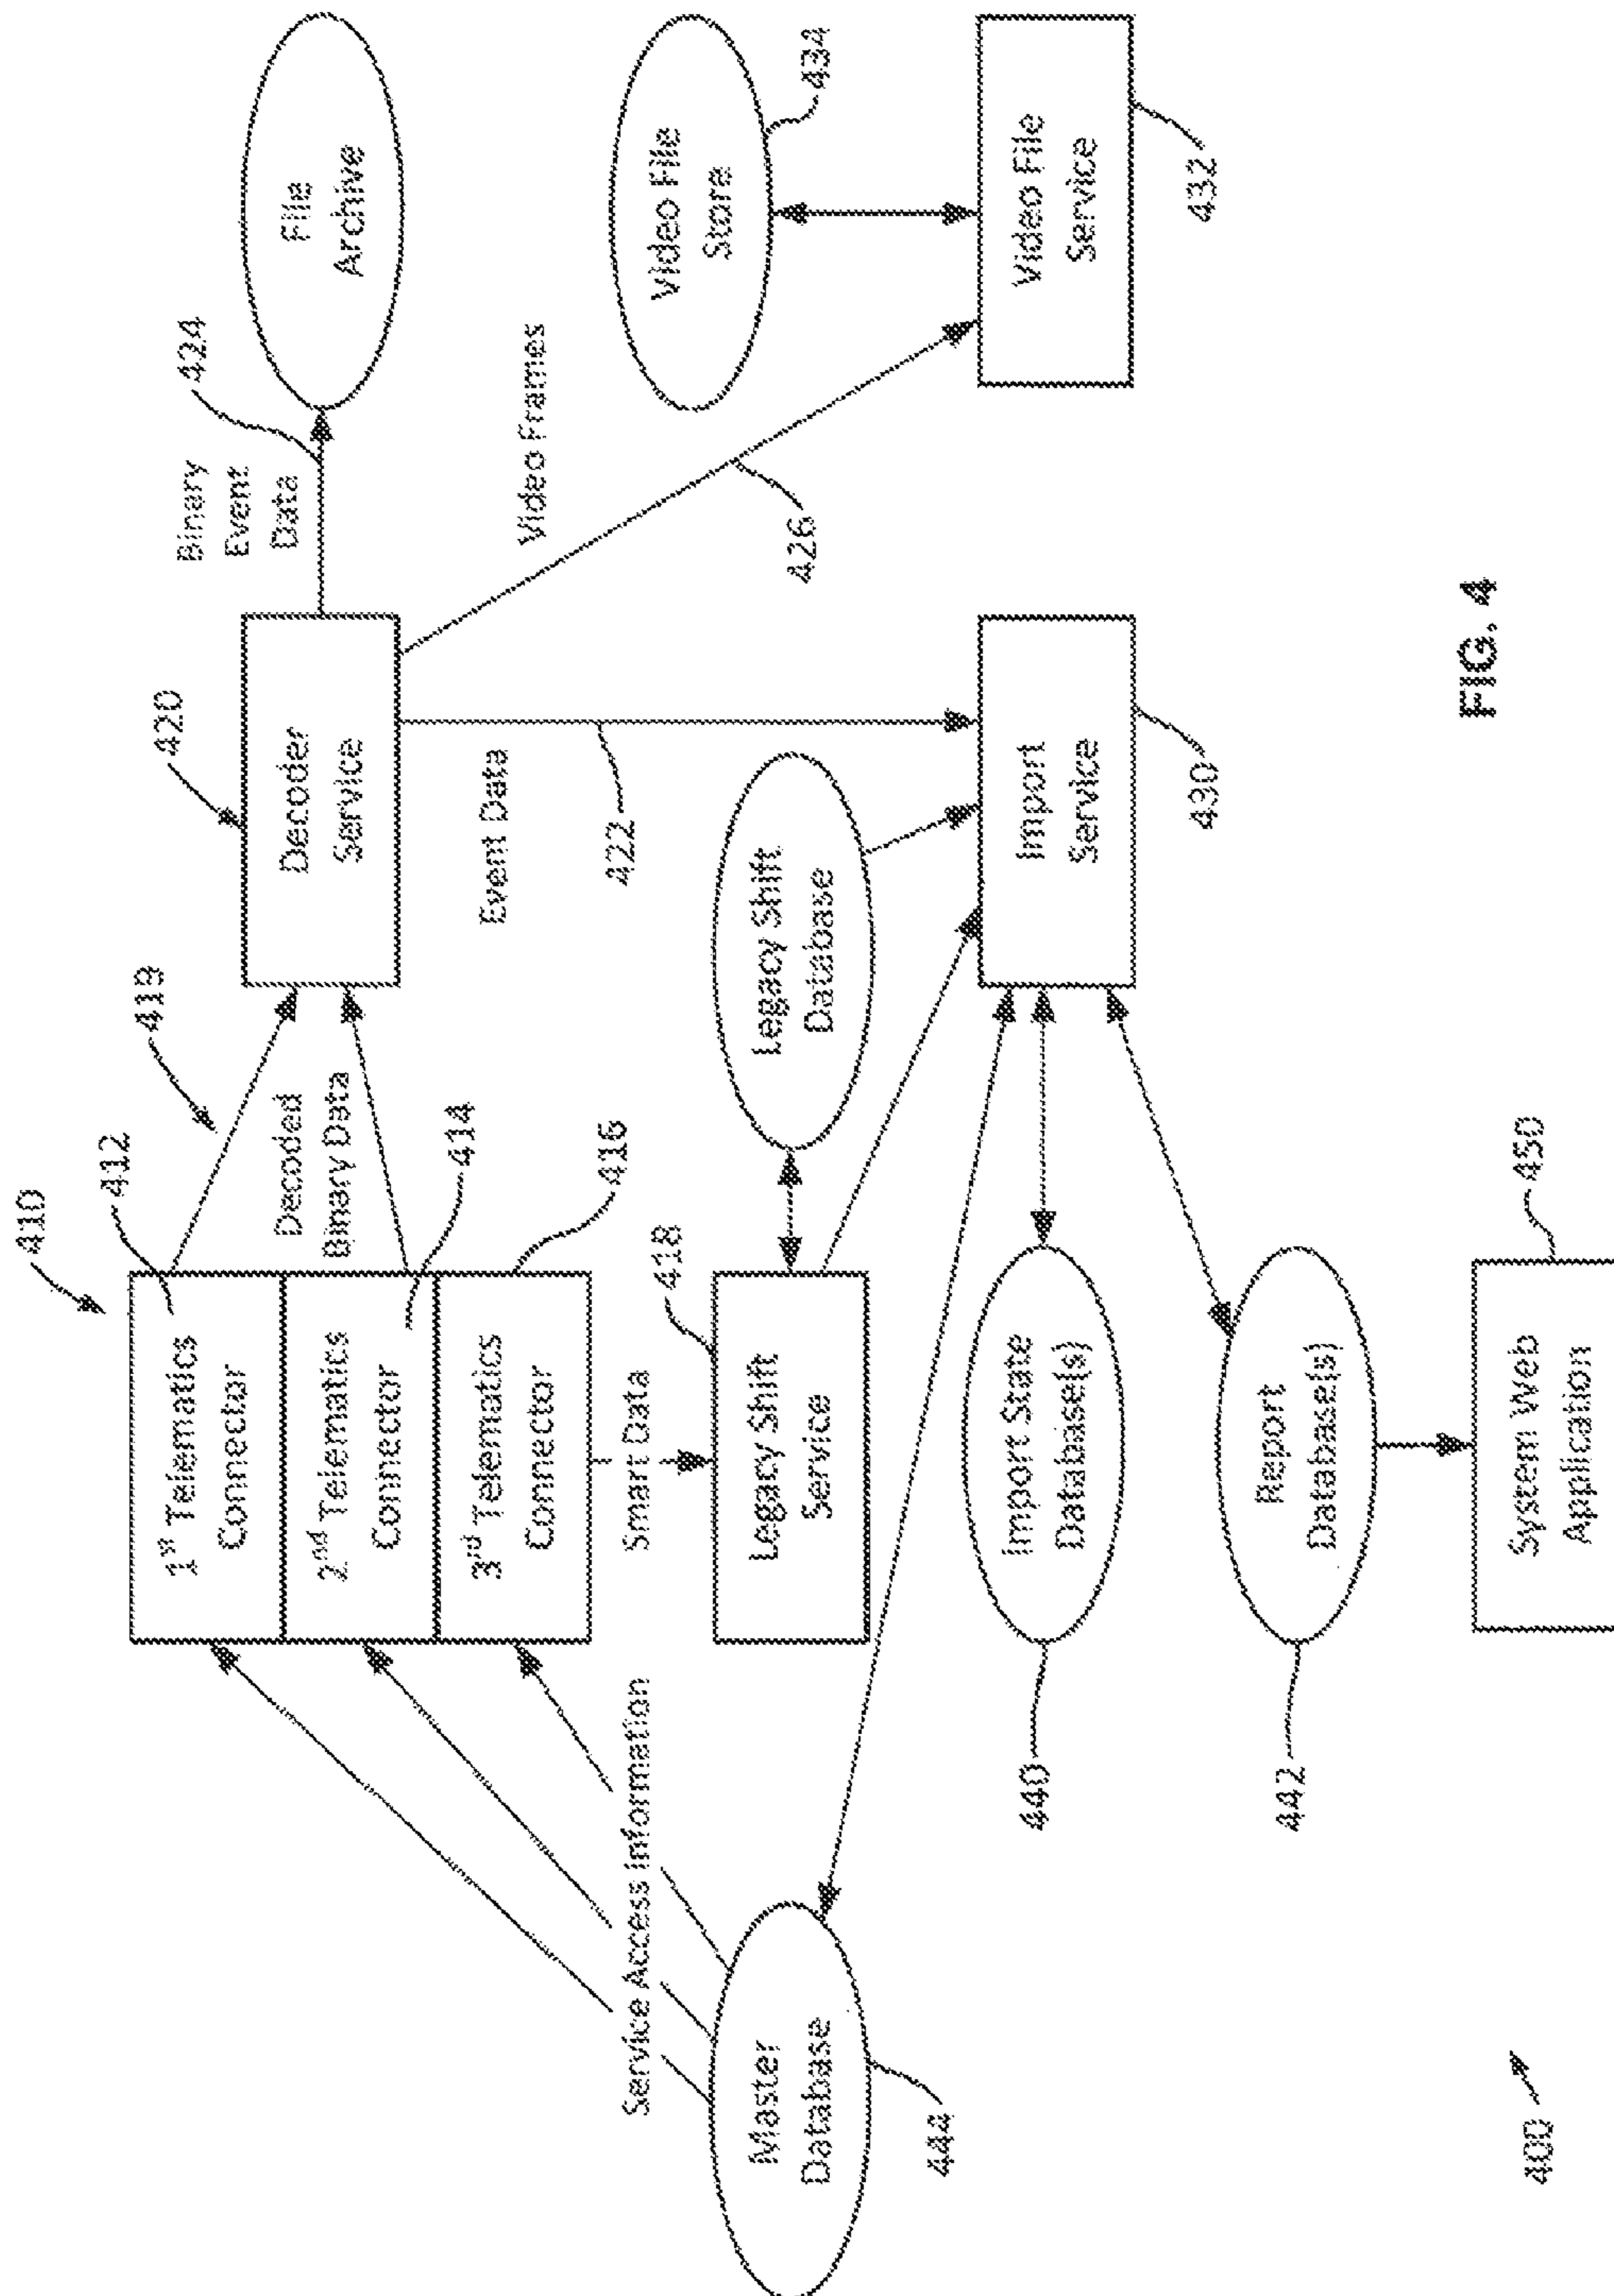 410
412
1st Telematics
Connector
2nd Telematics
Connector
414
3rd Telematics
Connector
416
419
Decoded
Binary Data
420
Decoder
Service
Binary
Event
Data
424
File
Archive
Service Access Information
Smart Data
418
Legacy Shift
Service
Legacy Shift
Database
Event Data
422
Video Frames
426
Video File
Store
434
Master
Database
444
Import State
Database(s)
440
Import
Service
430
Video File
Service
432
Report
Database(s)
442
System Web
Application
450
400
FIG. 4